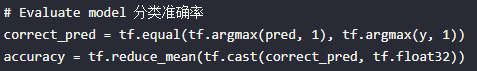 # Evaluate model 分类准确率
correct_pred = tf.equal(tf.argmax(pred, 1), tf.argmax(y, 1))
accuracy = tf.reduce_mean(tf.cast(correct_pred, tf.float32))